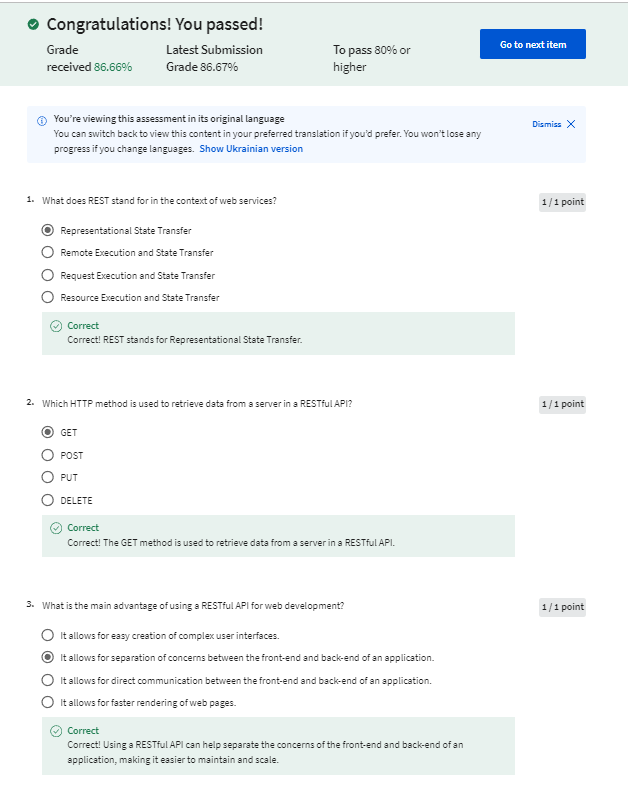 Congratulations! You passed!
Grade received 86.66%
Latest Submission Grade 86.67%
To pass 80% or higher
Go to next item
You're viewing this assessment in its original language
Dismiss
You can switch back to view this content in your preferred translation if you'd prefer. You won't lose any
progress if you change languages. Show Ukrainian version
1. What does REST stand for in the context of web services?
1 / 1 point
Representational State Transfer
Remote Execution and State Transfer
Request Execution and State Transfer
Resource Execution and State Transfer
Correct
Correct! REST stands for Representational State Transfer.
2. Which HTTP method is used to retrieve data from a server in a RESTful API?
1 / 1 point
GET
POST
PUT
DELETE
Correct
Correct! The GET method is used to retrieve data from a server in a RESTful API.
3. What is the main advantage of using a RESTful API for web development?
1 / 1 point
It allows for easy creation of complex user interfaces.
It allows for separation of concerns between the front-end and back-end of an application.
It allows for direct communication between the front-end and back-end of an application.
It allows for faster rendering of web pages.
Correct
Correct! Using a RESTful API can help separate the concerns of the front-end and back-end of an
application, making it easier to maintain and scale.